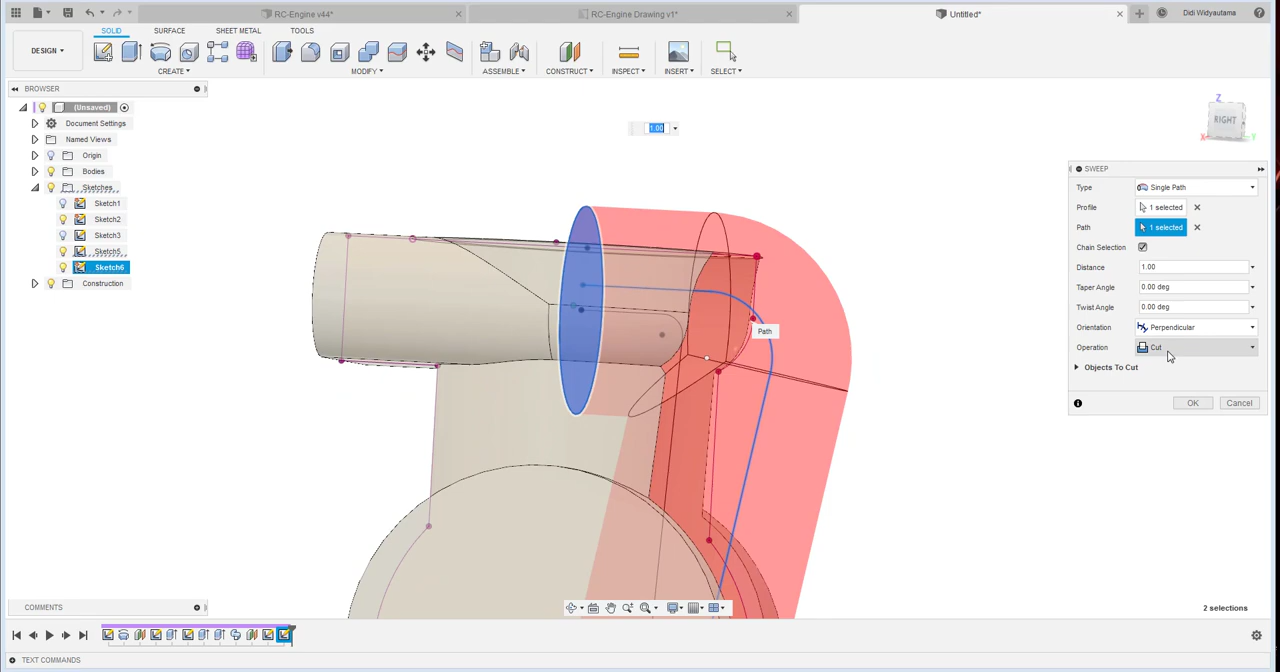 RC-Engine v44*
RC-Engine Drawing v1*
Untitled*
Didi Widyautama
DESIGN
SOLID
SURFACE
SHEET METAL
TOOLS
CREATE
MODIFY
ASSEMBLE
CONSTRUCT
INSPECT
INSERT
SELECT
BROWSER
(Unsaved)
Document Settings
Named Views
Origin
Bodies
Sketches
Sketch1
Sketch2
Sketch3
Sketch5
Sketch6
Construction
1.00
Z
RIGHT
X
Y
Path
SWEEP
Type Single Path
Profile 1 selected
Path 1 selected
Chain Selection
Distance 1.00
Taper Angle 0.00 deg
Twist Angle 0.00 deg
Orientation Perpendicular
Operation Cut
Objects To Cut
OK Cancel
COMMENTS
2 selections
TEXT COMMANDS